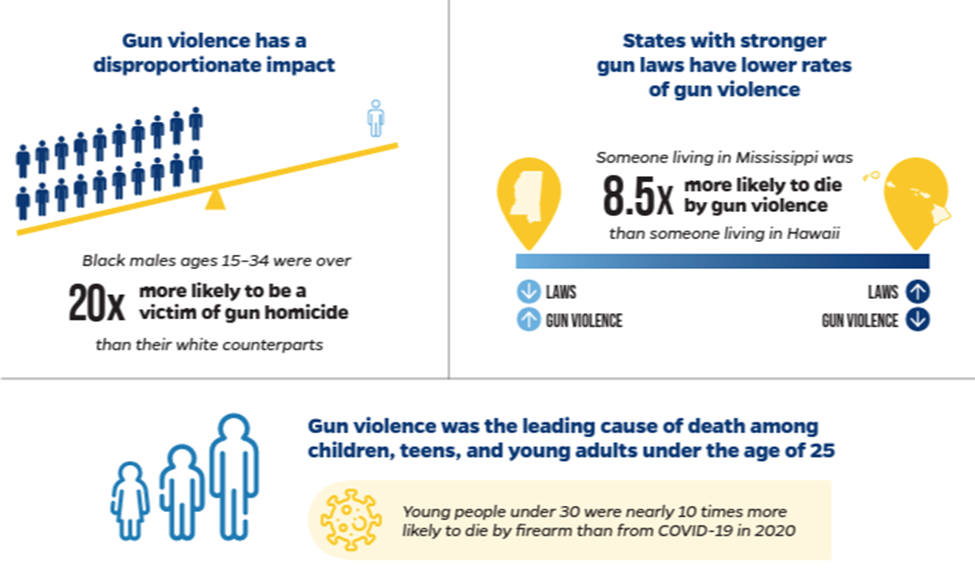 Gun violence has a
disproportionate impact
Black males ages 15–34 were over
20x more likely to be a
victim of gun homicide
than their white counterparts
States with stronger
gun laws have lower rates
of gun violence
Someone living in Mississippi was
8.5x more likely to die
by gun violence
than someone living in Hawaii
LAWS
GUN VIOLENCE
LAWS
GUN VIOLENCE
Gun violence was the leading cause of death among
children, teens, and young adults under the age of 25
Young people under 30 were nearly 10 times more
likely to die by firearm than from COVID-19 in 2020